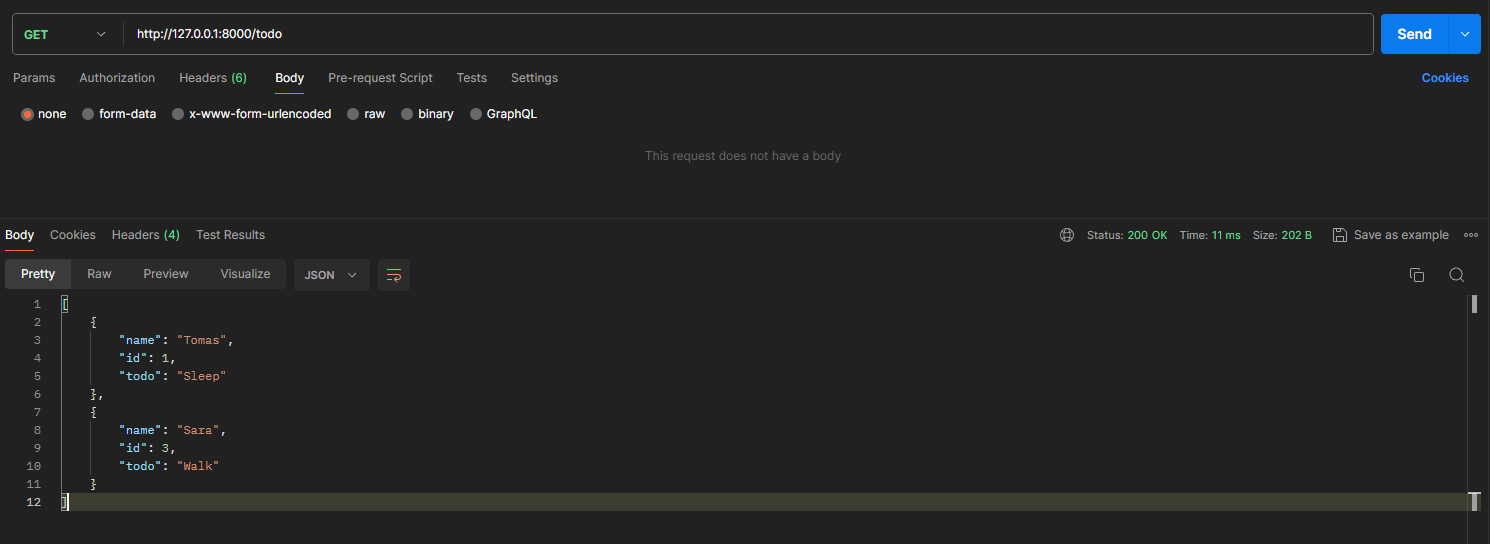 GET http://127.0.0.1:8000/todo Send
Params Authorization Headers (6) Body Pre-request Script Tests Settings Cookies
none form-data x-www-form-urlencoded raw binary GraphQL
This request does not have a body
Body Cookies Headers (4) Test Results Status: 200 OK Time: 11 ms Size: 202 B Save as example
Pretty Raw Preview Visualize JSON
1 [
2 {
3 "name": "Tomas",
4 "id": 1,
5 "todo": "Sleep"
6 },
7 {
8 "name": "Sara",
9 "id": 3,
10 "todo": "Walk"
11 }
12 ]